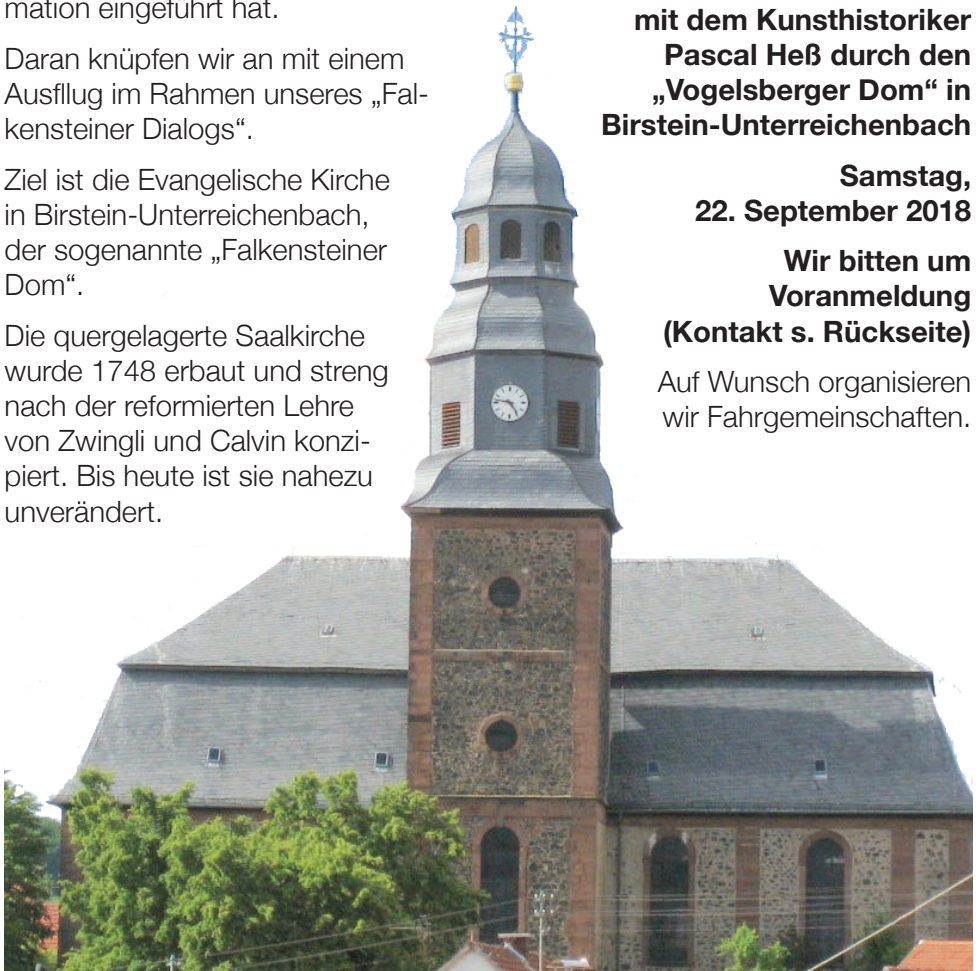 mation eingeführt hat.
Daran knüpfen wir an mit einem
Ausfllug im Rahmen unseres „Fal-
kensteiner Dialogs“.
Ziel ist die Evangelische Kirche
in Birstein-Unterreichenbach,
der sogenannte „Falkensteiner
Dom“.
Die quergelagerte Saalkirche
wurde 1748 erbaut und streng
nach der reformierten Lehre
von Zwingli und Calvin konzi-
piert. Bis heute ist sie nahezu
unverändert.
mit dem Kunsthistoriker
Pascal Heß durch den
„Vogelsberger Dom“ in
Birstein-Unterreichenbach
Samstag,
22. September 2018
Wir bitten um
Voranmeldung
(Kontakt s. Rückseite)
Auf Wunsch organisieren
wir Fahrgemeinschaften.